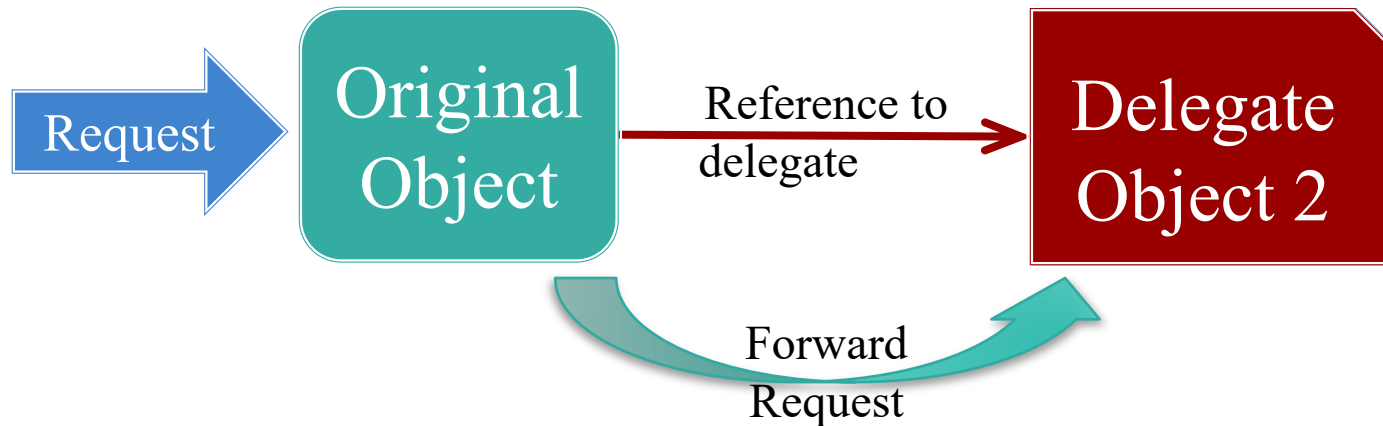 Request
Original
Object
Reference to
delegate
Delegate
Object 2
Forward
Request